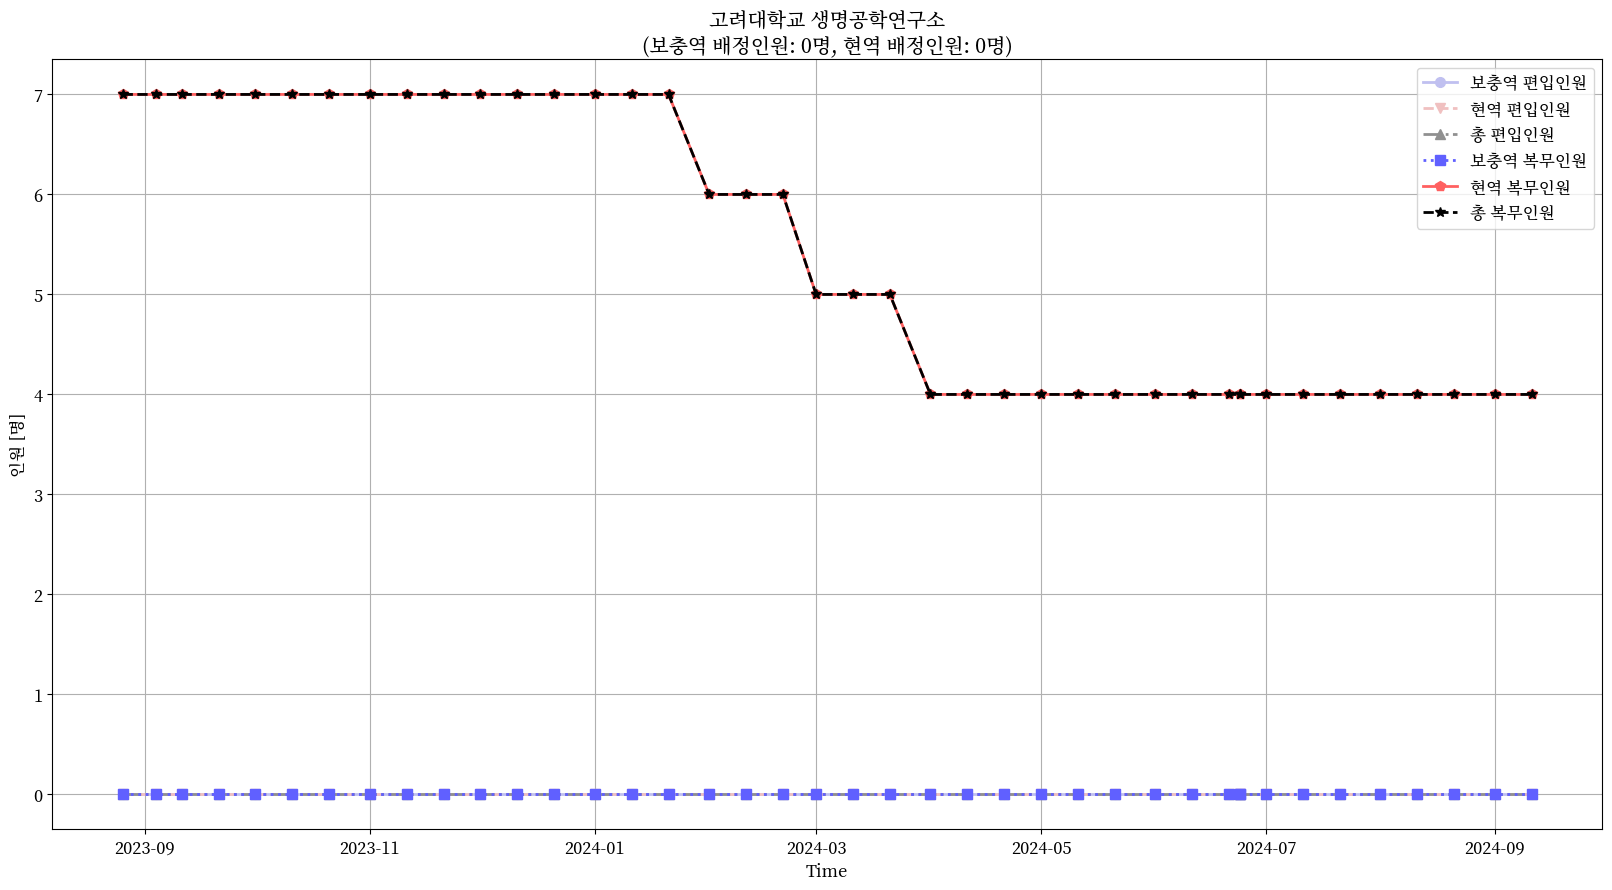 고려대학교 생명공학연구소
(보충역 배정인원: 0명, 현역 배정인원: 0명)
보충역 편입인원
현역 편입인원
총 편입인원
보충역 복무인원
현역 복무인원
총 복무인원
인원 [명]
7
6
5
4
3
2
1
0
2023-09
2023-11
2024-01
2024-03
2024-05
2024-07
2024-09
Time